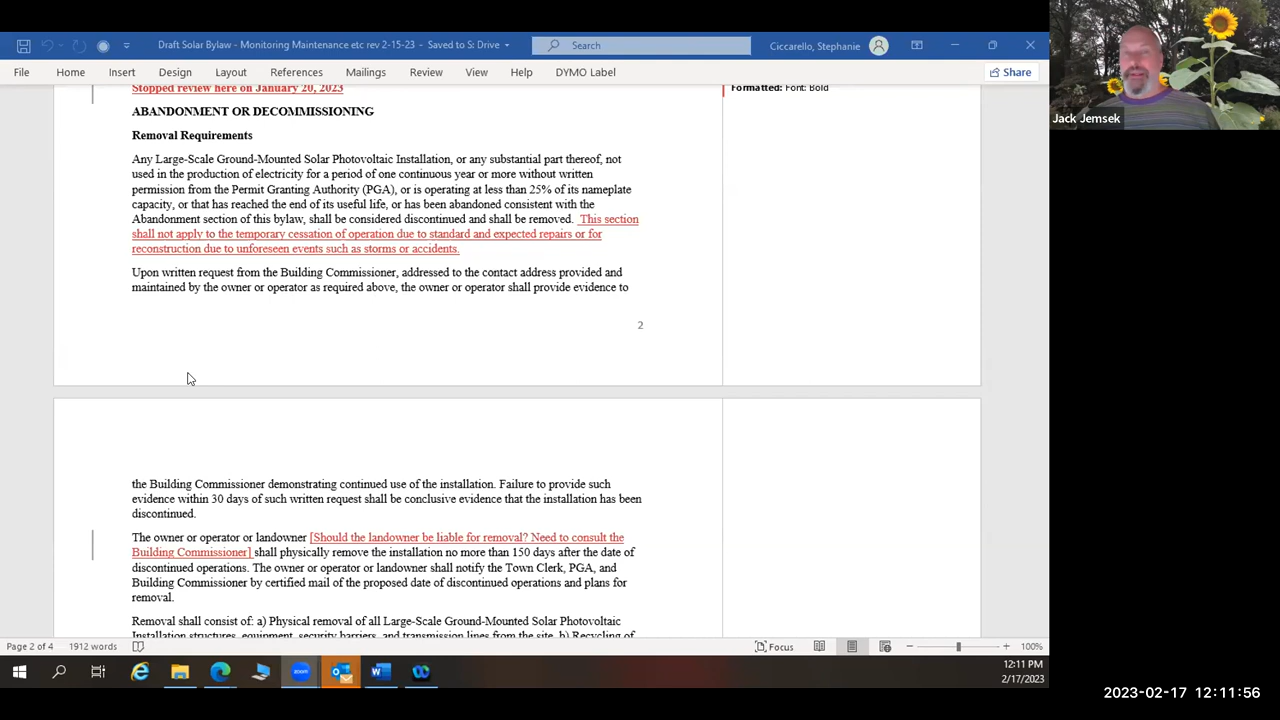 Draft Solar Bylaw - Monitoring Maintenance etc rev 2-15-23 - Saved to S: Drive
Search
Ciccarello, Stephanie
File Home Insert Design Layout References Mailings Review View Help DYMO Label
Share
Jack Jemsek
Stopped review here on January 20, 2023
Formatted: Font: Bold
ABANDONMENT OR DECOMMISSIONING
Removal Requirements
Any Large-Scale Ground-Mounted Solar Photovoltaic Installation, or any substantial part thereof, not
used in the production of electricity for a period of one continuous year or more without written
permission from the Permit Granting Authority (PGA), or is operating at less than 25% of its nameplate
capacity, or that has reached the end of its useful life, or has been abandoned consistent with the
Abandonment section of this bylaw, shall be considered discontinued and shall be removed. This section
shall not apply to the temporary cessation of operation due to standard and expected repairs or for
reconstruction due to unforeseen events such as storms or accidents.
Upon written request from the Building Commissioner, addressed to the contact address provided and
maintained by the owner or operator as required above, the owner or operator shall provide evidence to
2
the Building Commissioner demonstrating continued use of the installation. Failure to provide such
evidence within 30 days of such written request shall be conclusive evidence that the installation has been
discontinued.
The owner or operator or landowner [Should the landowner be liable for removal? Need to consult the
Building Commissioner] shall physically remove the installation no more than 150 days after the date of
discontinued operations. The owner or operator or landowner shall notify the Town Clerk, PGA, and
Building Commissioner by certified mail of the proposed date of discontinued operations and plans for
removal.
Removal shall consist of: a) Physical removal of all Large-Scale Ground-Mounted Solar Photovoltaic
Installation structures, equipment, security barriers, and transmission lines from the site. b) Recycling of
Page 2 of 4 1912 words
Focus
100%
zoom
12:11 PM
2/17/2023
2023-02-17 12:11:56